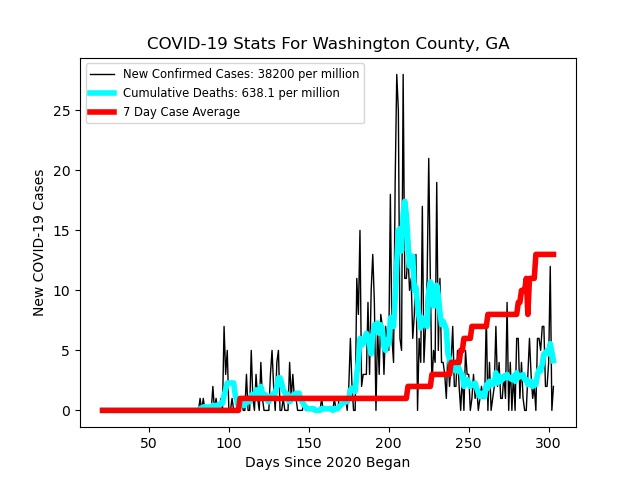 COVID-19 Stats For Washington County, GA
New Confirmed Cases: 38200 per million
Cumulative Deaths: 638.1 per million
7 Day Case Average
New COVID-19 Cases
25
20
15
10
5
0
50 100 150 200 250 300
Days Since 2020 Began